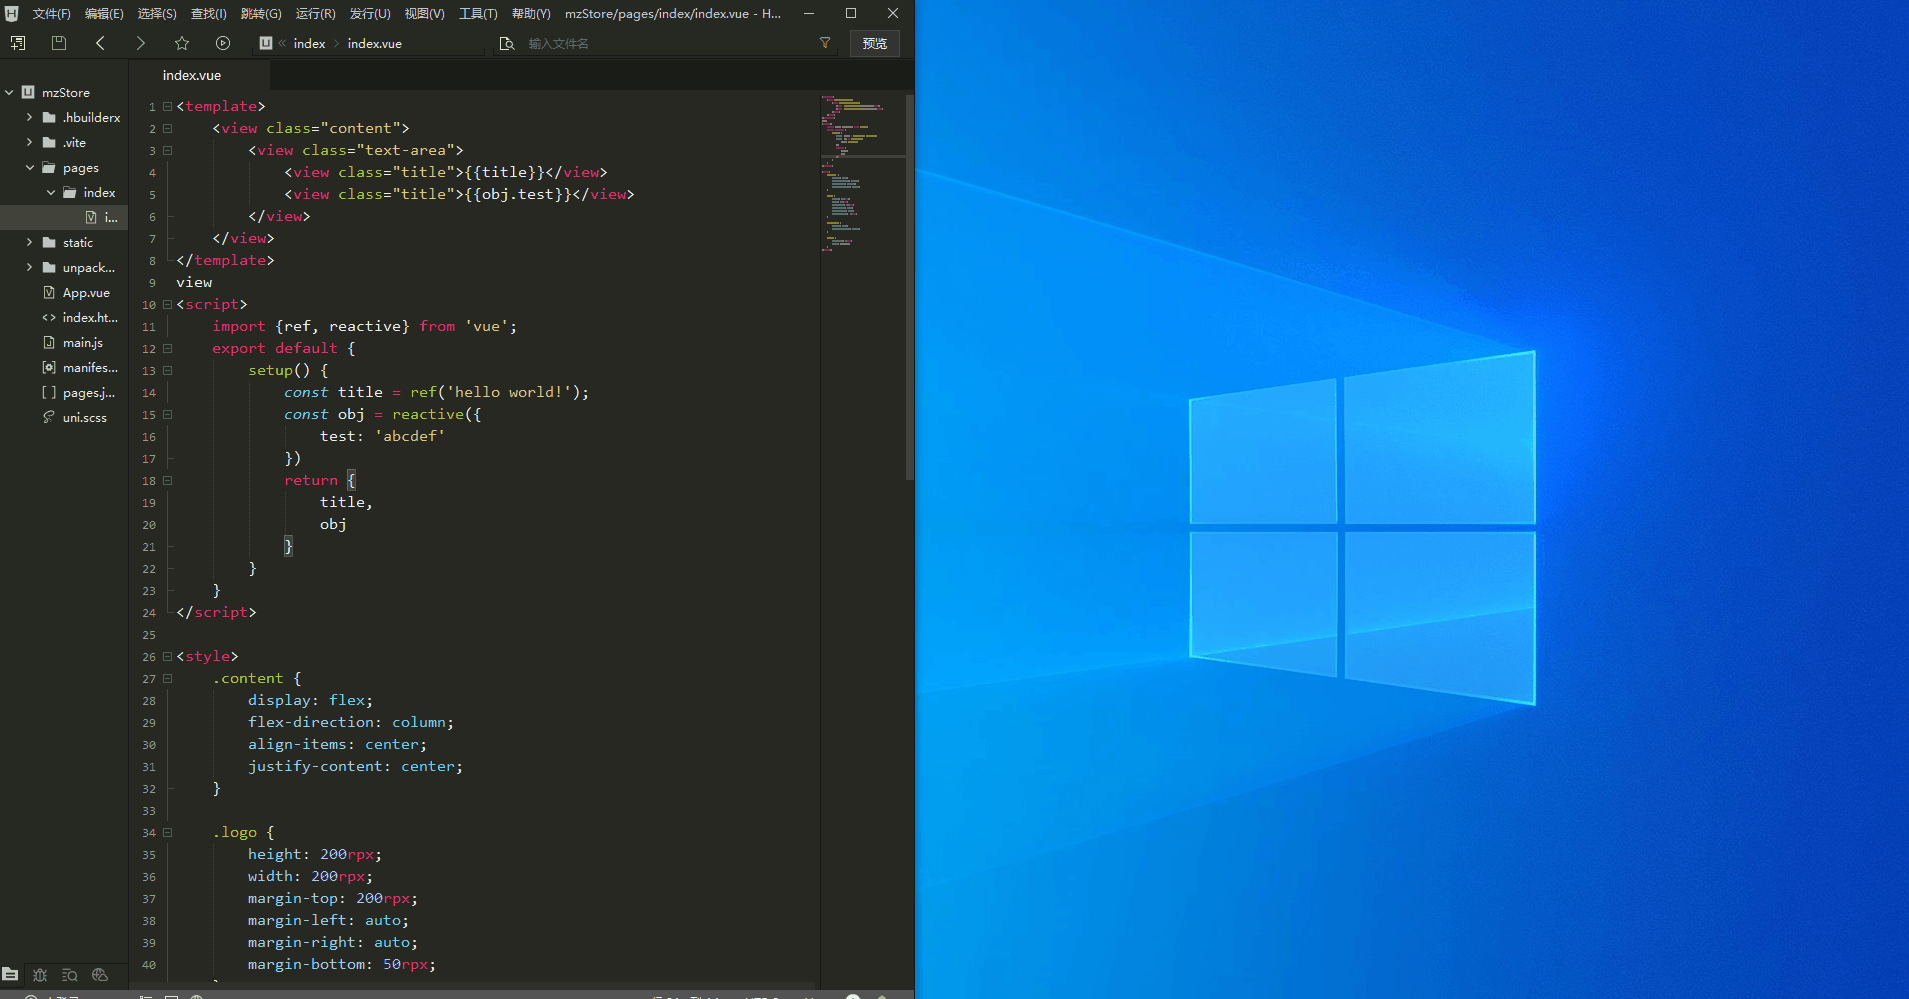 文件(F) 编辑(E) 选择(S) 查找(I) 跳转(G) 运行(R) 发行(U) 视图(V) 工具(T) 帮助(Y) mzStore/pages/index/index.vue - H...
index index.vue 输入文件名 预览
index.vue
mzStore
.hbuilderx
.vite
pages
index
i...
static
unpack...
App.vue
index.ht...
main.js
manifes...
pages.j...
uni.scss
1 <template>
2 <view class="content">
3 <view class="text-area">
4 <view class="title">{{title}}</view>
5 <view class="title">{{obj.test}}</view>
6 </view>
7 </view>
8 </template>
9 view
10 <script>
11 import {ref, reactive} from 'vue';
12 export default {
13 setup() {
14 const title = ref('hello world!');
15 const obj = reactive({
16 test: 'abcdef'
17 })
18 return {
19 title,
20 obj
21 }
22 }
23 }
24 </script>
25
26 <style>
27 .content {
28 display: flex;
29 flex-direction: column;
30 align-items: center;
31 justify-content: center;
32 }
33
34 .logo {
35 height: 200rpx;
36 width: 200rpx;
37 margin-top: 200rpx;
38 margin-left: auto;
39 margin-right: auto;
40 margin-bottom: 50rpx;